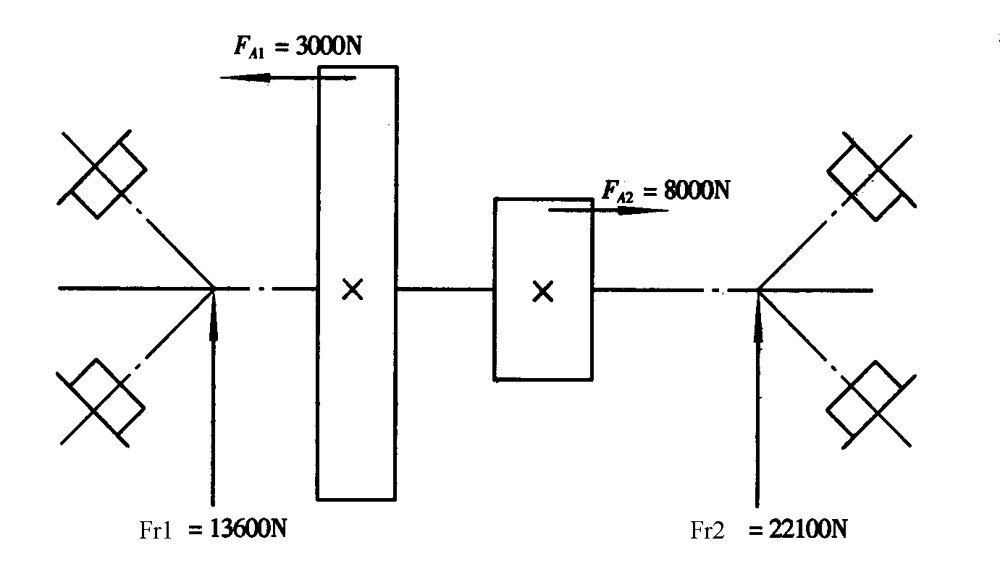 F_A1 = 3000N
F_A2 = 8000N
Fr1 = 13600N
Fr2 = 22100N